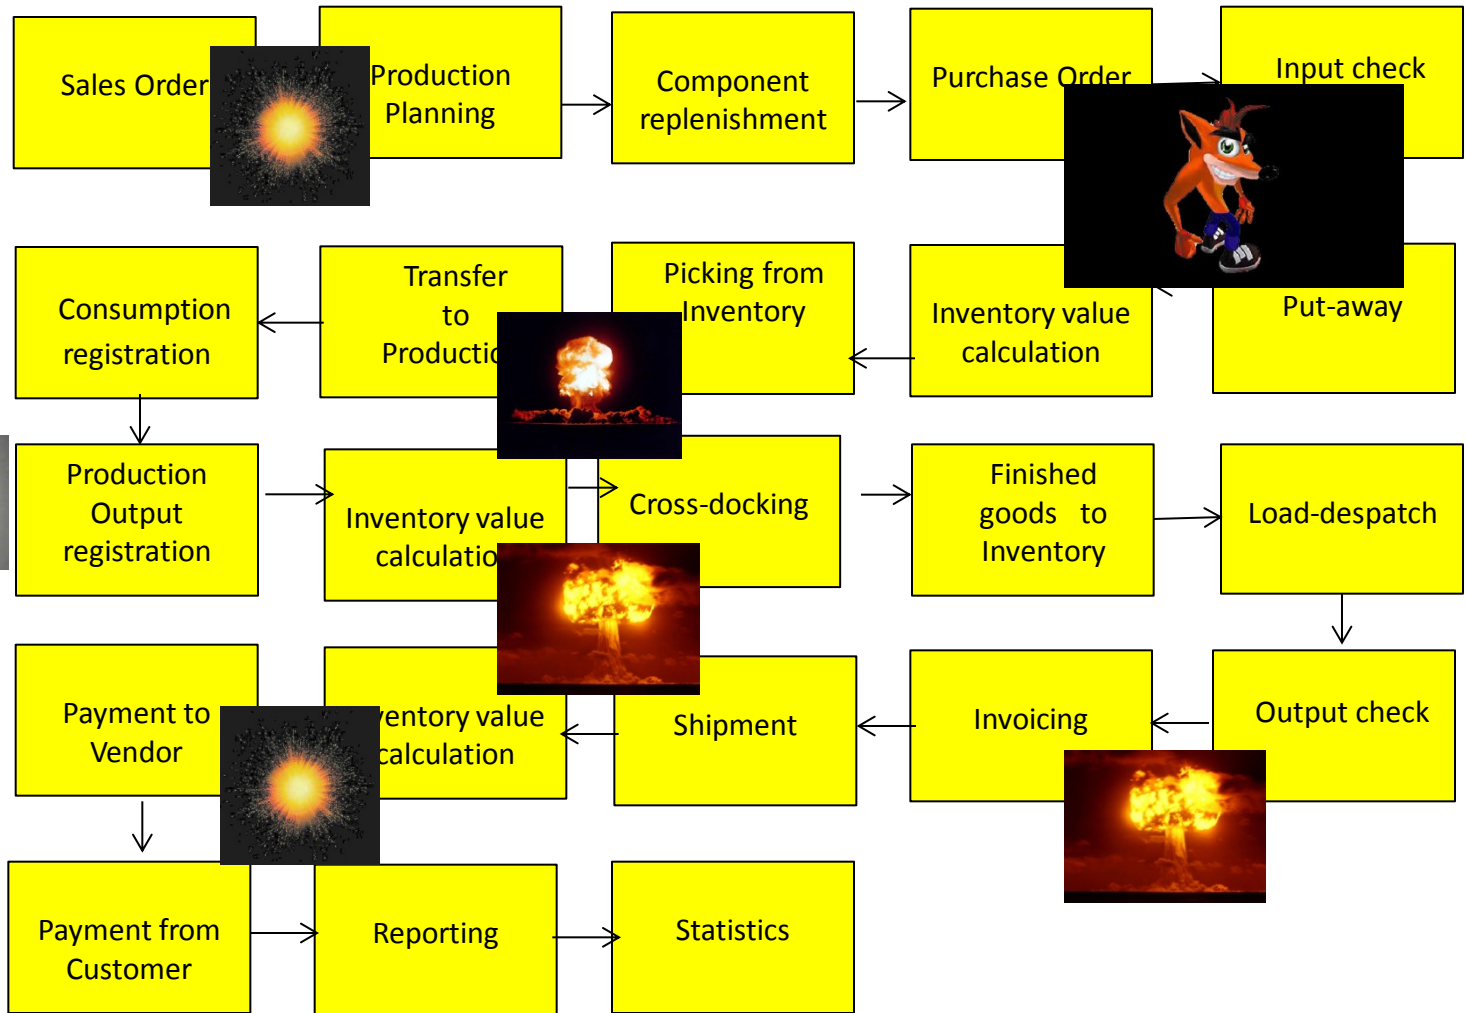 Sales Order
Production
Planning
Component
replenishment
Purchase Order
Input check
Consumption
registration
Transfer
to
Productio
Picking from
Inventory
Inventory value
calculation
Put-away
Production
Output
registration
Inventory value
calculation
Cross-docking
Finished
goods to
Inventory
Load-despatch
Payment to
Vendor
ventory value
calculation
Shipment
Invoicing
Output check
Payment from
Customer
Reporting
Statistics